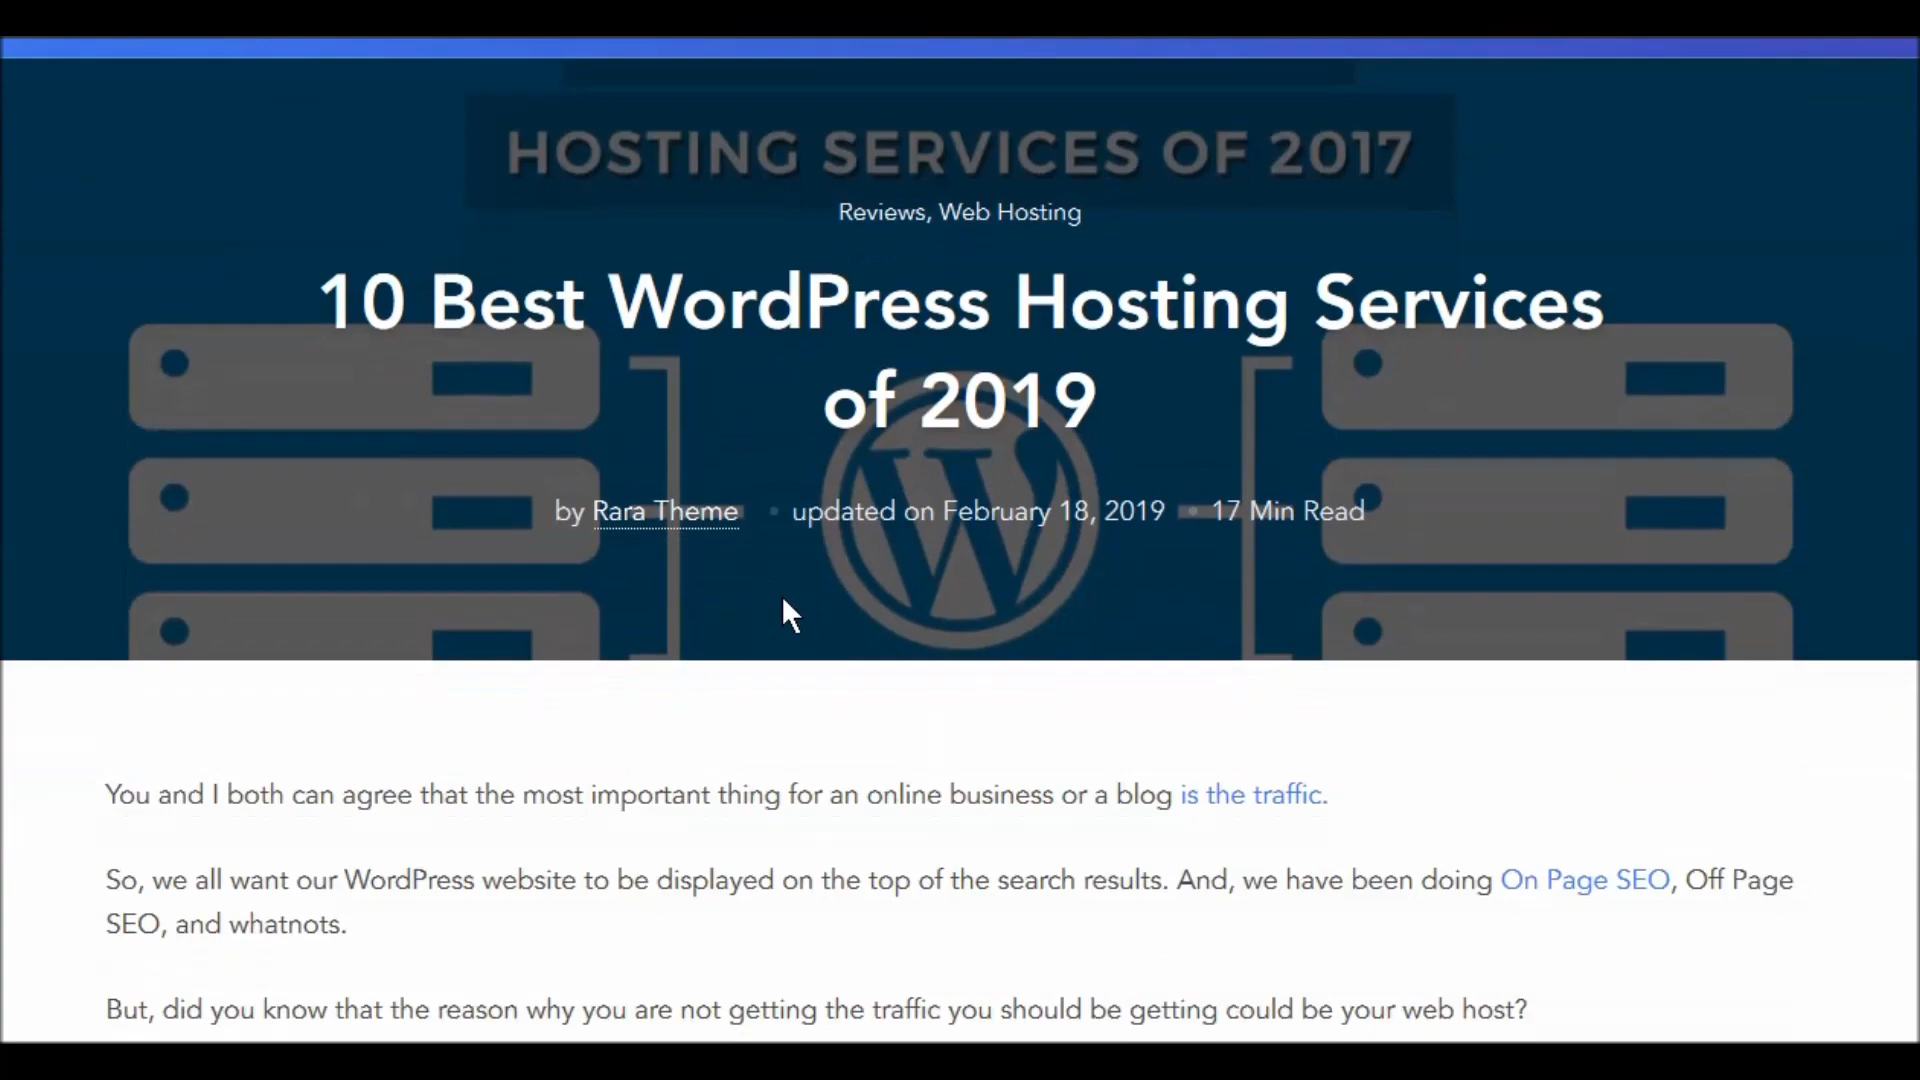 HOSTING SERVICES OF 2017
Reviews, Web Hosting
10 Best WordPress Hosting Services
of 2019
by Rara Theme • updated on February 18, 2019 • 17 Min Read
You and I both can agree that the most important thing for an online business or a blog is the traffic.
So, we all want our WordPress website to be displayed on the top of the search results. And, we have been doing On Page SEO, Off Page
SEO, and whatnots.
But, did you know that the reason why you are not getting the traffic you should be getting could be your web host?